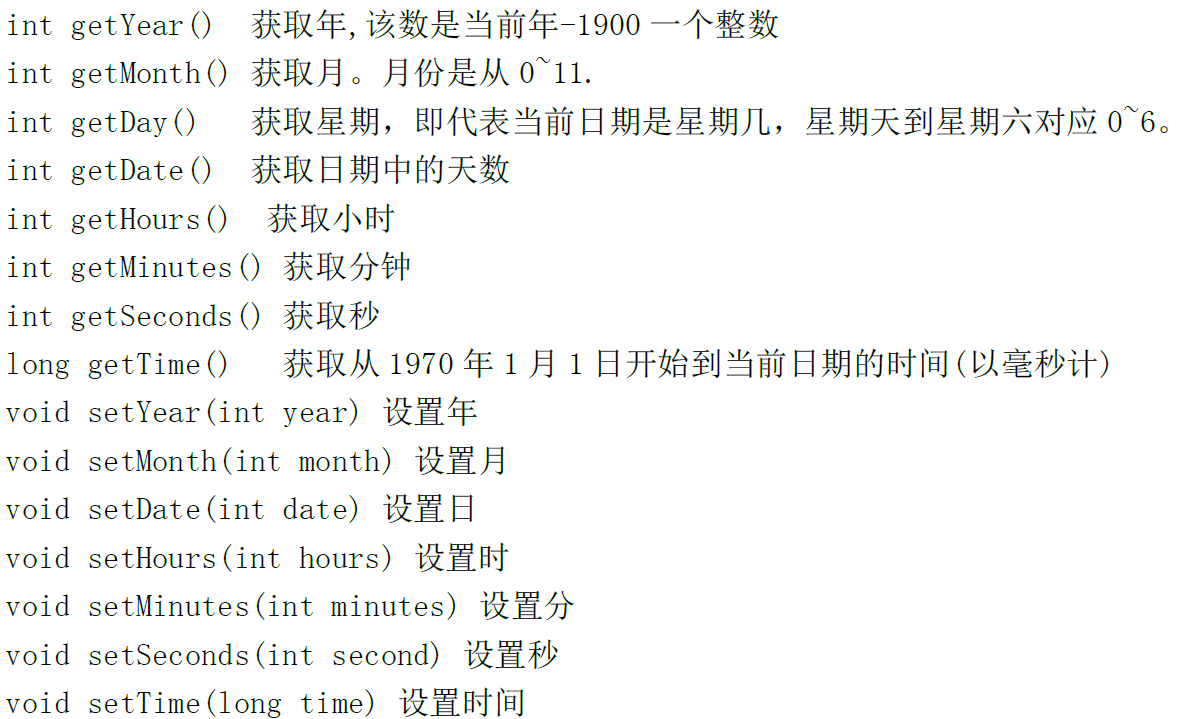 int getYear()  获取年,该数是当前年-1900 一个整数
int getMonth() 获取月。月份是从 0~11.
int getDay()   获取星期，即代表当前日期是星期几，星期天到星期六对应 0~6。
int getDate()  获取日期中的天数
int getHours()  获取小时
int getMinutes() 获取分钟
int getSeconds() 获取秒
long getTime()   获取从 1970 年 1 月 1 日开始到当前日期的时间(以毫秒计)
void setYear(int year) 设置年
void setMonth(int month) 设置月
void setDate(int date) 设置日
void setHours(int hours) 设置时
void setMinutes(int minutes) 设置分
void setSeconds(int second) 设置秒
void setTime(long time) 设置时间